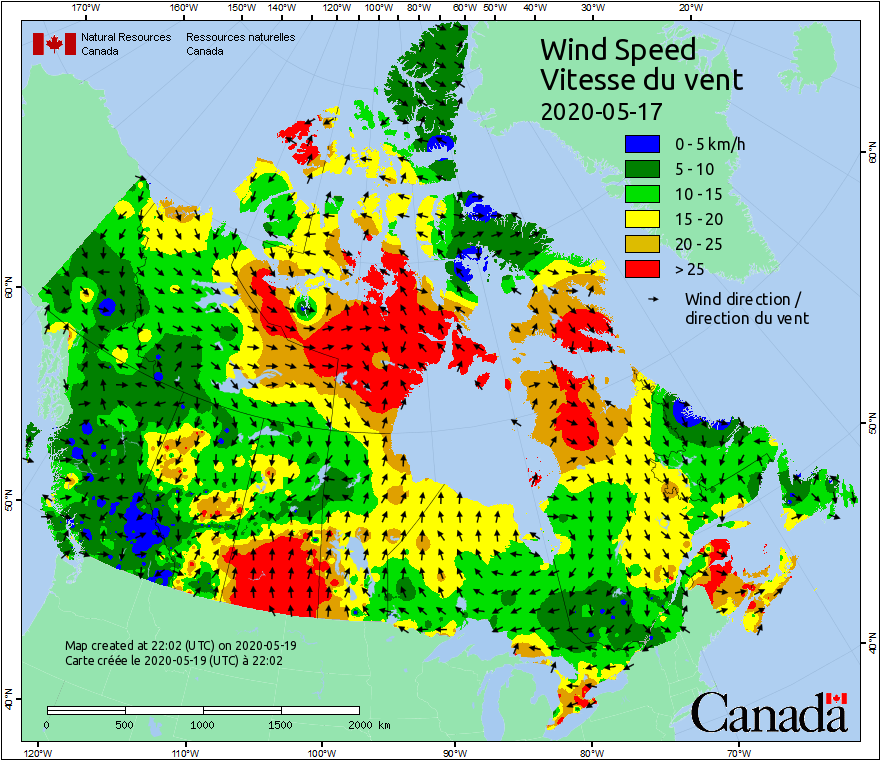 170°W 160°W 150°W 140°W 130°W 120°W 110°W 100°W 90°W 80°W 70°W 60°W 50°W 40°W 30°W 20°W
Natural Resources Ressources naturelles
Canada Canada
Wind Speed
Vitesse du vent
2020-05-17
0 - 5 km/h
5 - 10
10 - 15
15 - 20
20 - 25
> 25
Wind direction /
direction du vent
60°N
60°N
50°N
50°N
40°N
40°N
Map created at 22:02 (UTC) on 2020-05-19
Carte créée le 2020-05-19 (UTC) à 22:02
0 500 1000 1500 2000 km
Canada
120°W 110°W 100°W 90°W 80°W 70°W